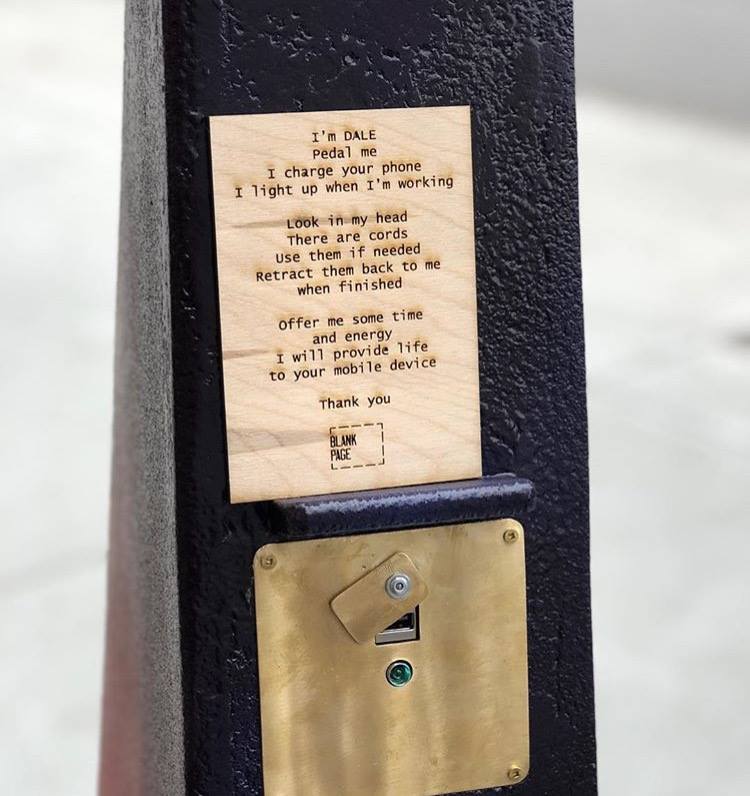 I'm DALE
Pedal me
I charge your phone
I light up when I'm working
Look in my head
There are cords
Use them if needed
Retract them back to me
when finished
Offer me some time
and energy
I will provide life
to your mobile device
Thank you
BLANK
PAGE